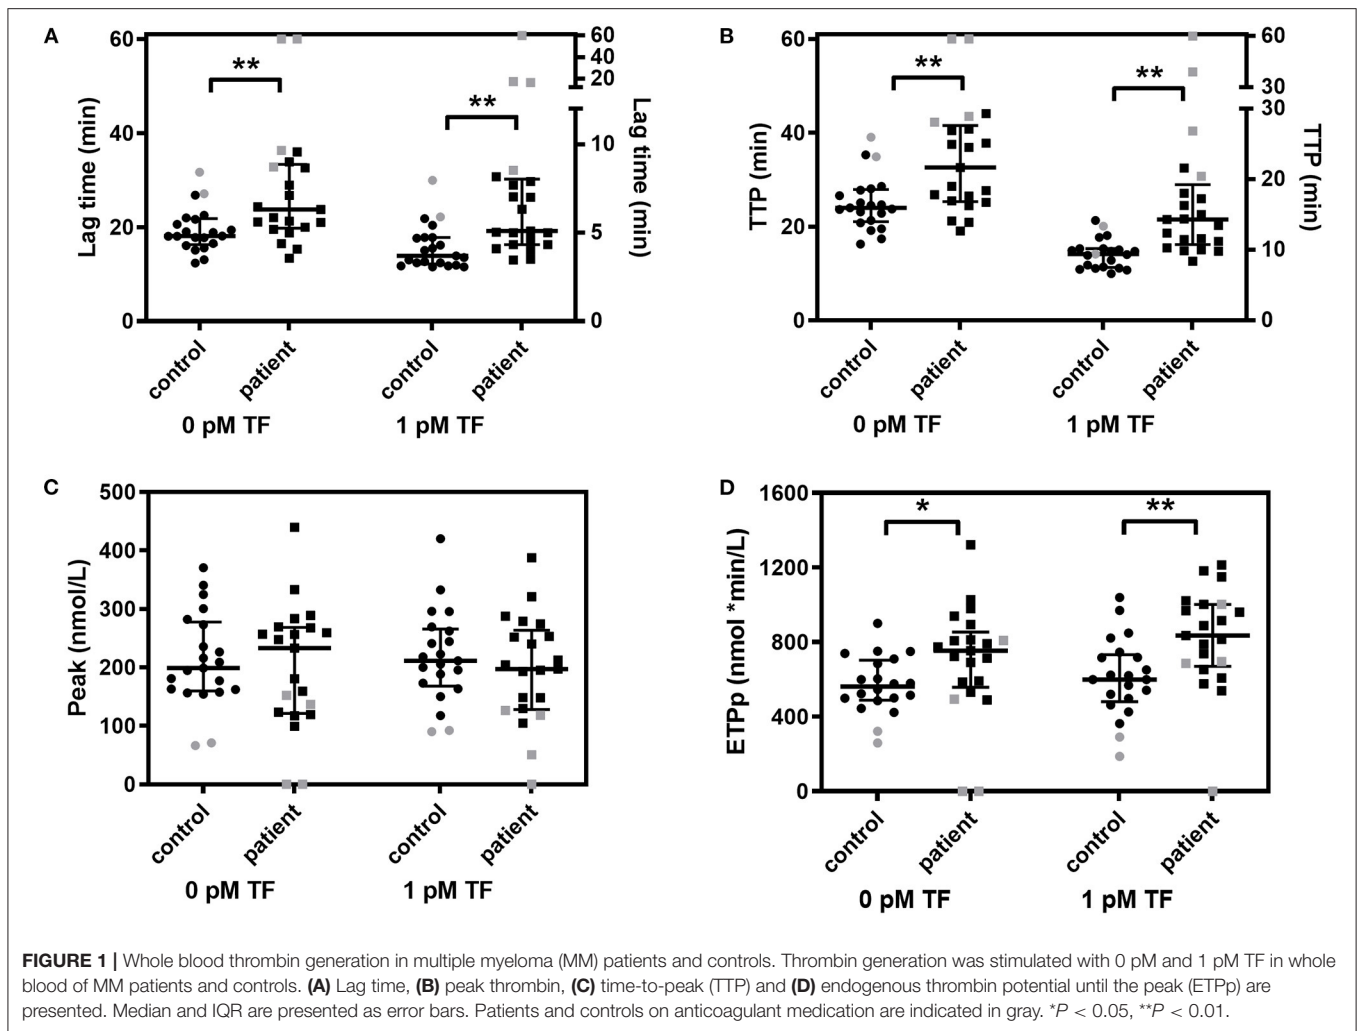 A
Lag time (min)
60
40
20
0
**
**
60
40
20
10
5
0
Lag time (min)
control
patient
control
patient
0 pM TF
1 pM TF
B
TTP (min)
60
40
20
0
**
**
60
30
30
20
10
0
TTP (min)
control
patient
control
patient
0 pM TF
1 pM TF
C
Peak (nmol/L)
500
400
300
200
100
0
control
patient
control
patient
0 pM TF
1 pM TF
D
ETPp (nmol *min/L)
1600
1200
800
400
0
*
**
control
patient
control
patient
0 pM TF
1 pM TF
FIGURE 1 | Whole blood thrombin generation in multiple myeloma (MM) patients and controls. Thrombin generation was stimulated with 0 pM and 1 pM TF in whole
blood of MM patients and controls. (A) Lag time, (B) peak thrombin, (C) time-to-peak (TTP) and (D) endogenous thrombin potential until the peak (ETPp) are
presented. Median and IQR are presented as error bars. Patients and controls on anticoagulant medication are indicated in gray. *P < 0.05, **P < 0.01.